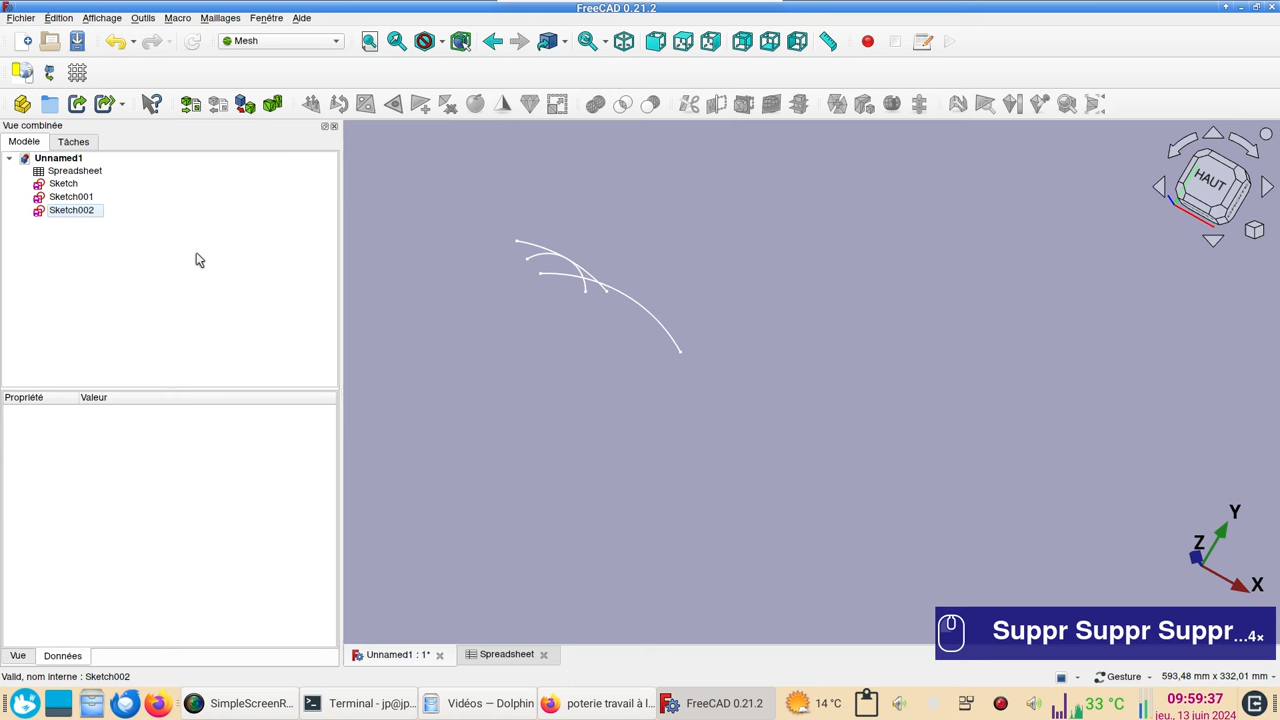 FreeCAD 0.21.2
Fichier Édition Affichage Outils Macro Maillages Fenêtre Aide
Mesh
Vue combinée
Modèle Tâches
Unnamed1
Spreadsheet
Sketch
Sketch001
Sketch002
HAUT
Propriété Valeur
Y
Z
X
Suppr Suppr Suppr...4×
Vue Données
Unnamed1 : 1* Spreadsheet
Valid, nom interne : Sketch002
Gesture 593,48 mm x 332,01 mm
SimpleScreenR... Terminal - jp@jp... Vidéos — Dolphin poterie travail à l... FreeCAD 0.21... 14 °C 33 °C 09:59:37
jeu., 13 juin 2024